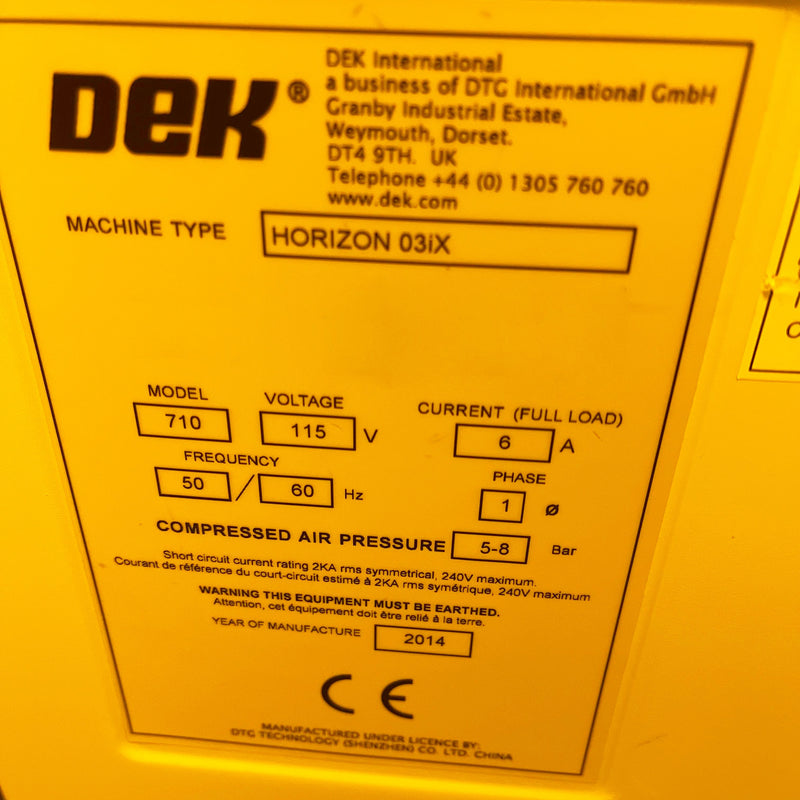 DEK®
DEK International
a business of DTG International GmbH
Granby Industrial Estate,
Weymouth, Dorset.
DT4 9TH. UK
Telephone +44 (0) 1305 760 760
www.dek.com
MACHINE TYPE HORIZON 03iX
MODEL VOLTAGE CURRENT (FULL LOAD)
710 115 V 6 A
FREQUENCY PHASE
50 / 60 Hz 1 ø
COMPRESSED AIR PRESSURE 5-8 Bar
Short circuit current rating 2KA rms symmetrical, 240V maximum.
Courant de référence du court-circuit estimé à 2KA rms symétrique, 240V maximum
WARNING THIS EQUIPMENT MUST BE EARTHED.
Attention, cet équipement doit être relié à la terre.
YEAR OF MANUFACTURE 2014
CE
MANUFACTURED UNDER LICENCE BY:
DTG TECHNOLOGY (SHENZHEN) CO. LTD. CHINA